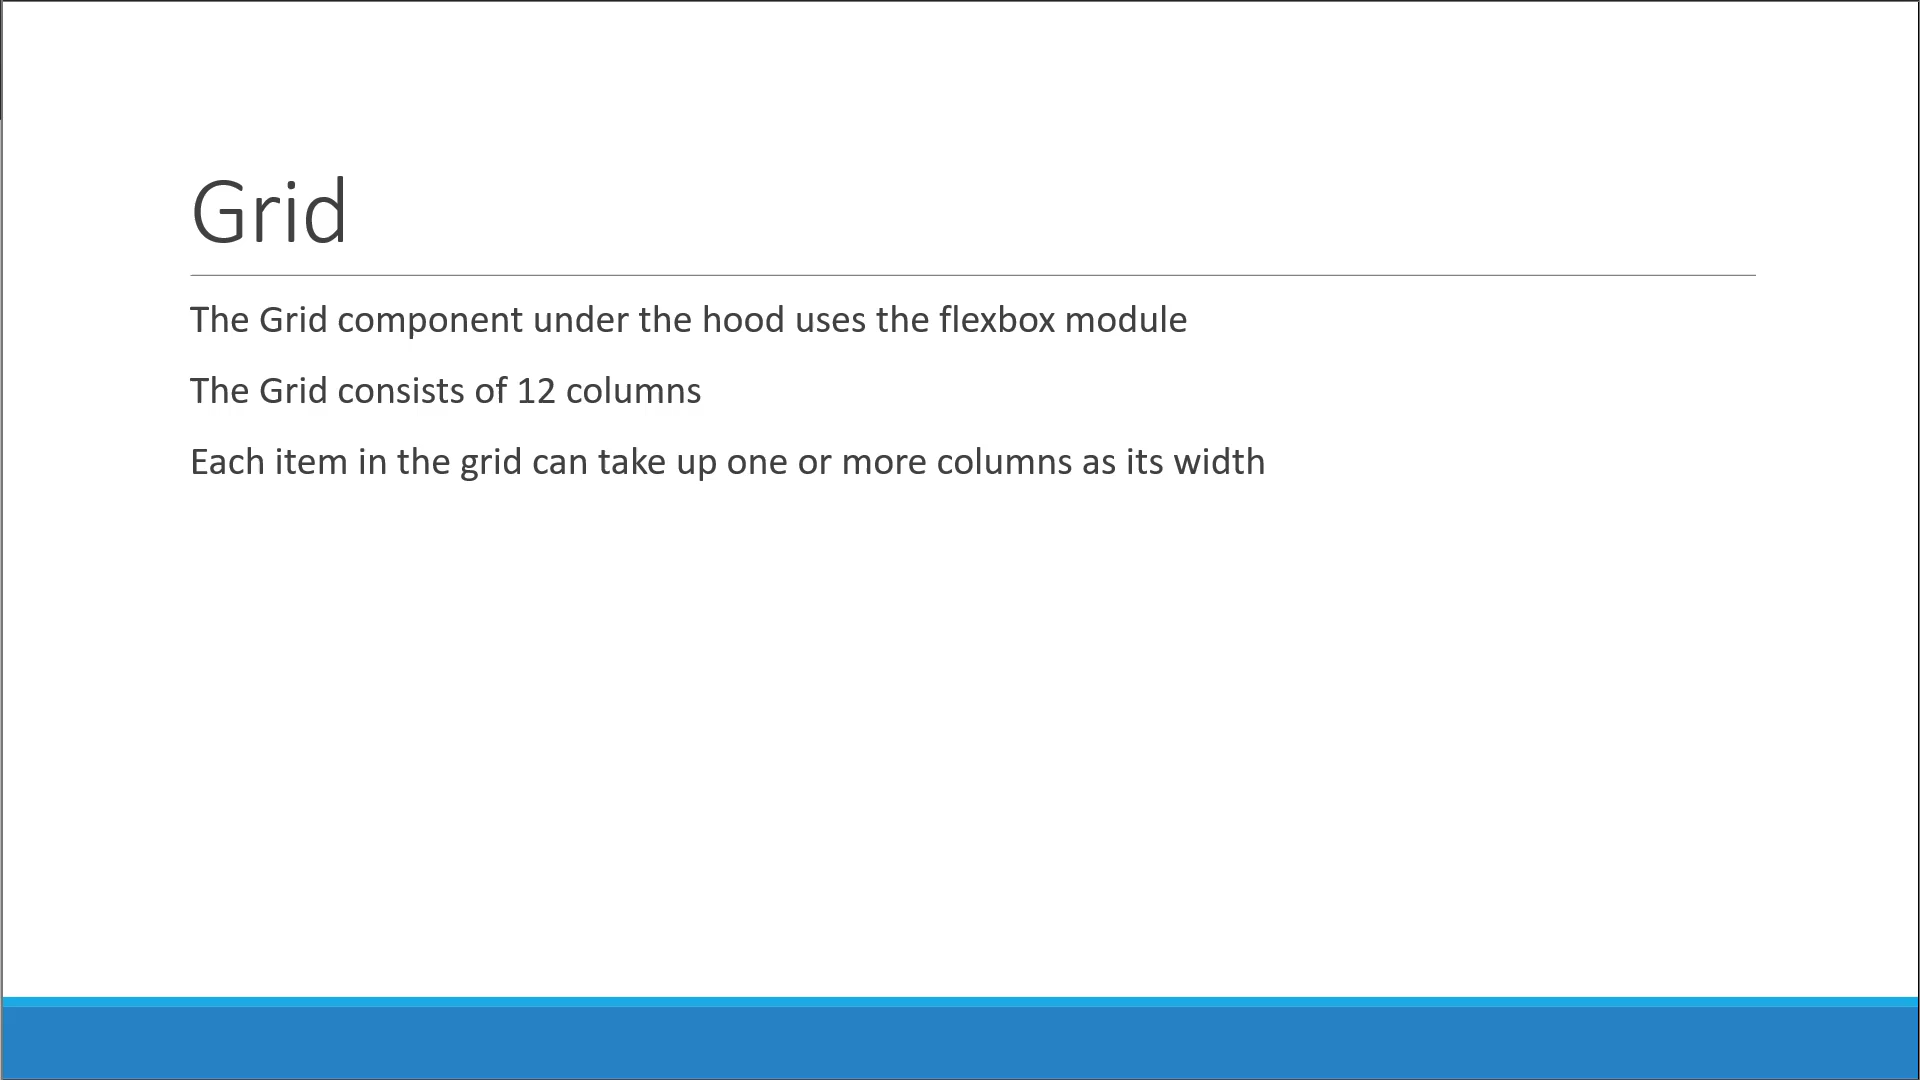 Grid
The Grid component under the hood uses the flexbox module
The Grid consists of 12 columns
Each item in the grid can take up one or more columns as its width